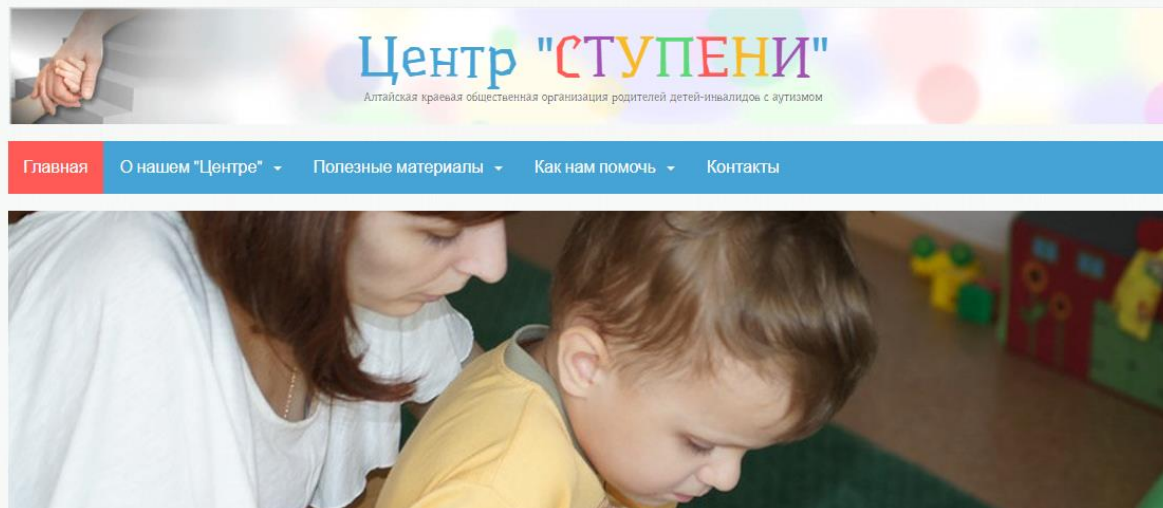 Центр "СТУПЕНИ"
Алтайская краевая общественная организация родителей детей-инвалидов с аутизмом
Главная О нашем "Центре" Полезные материалы Как нам помочь Контакты